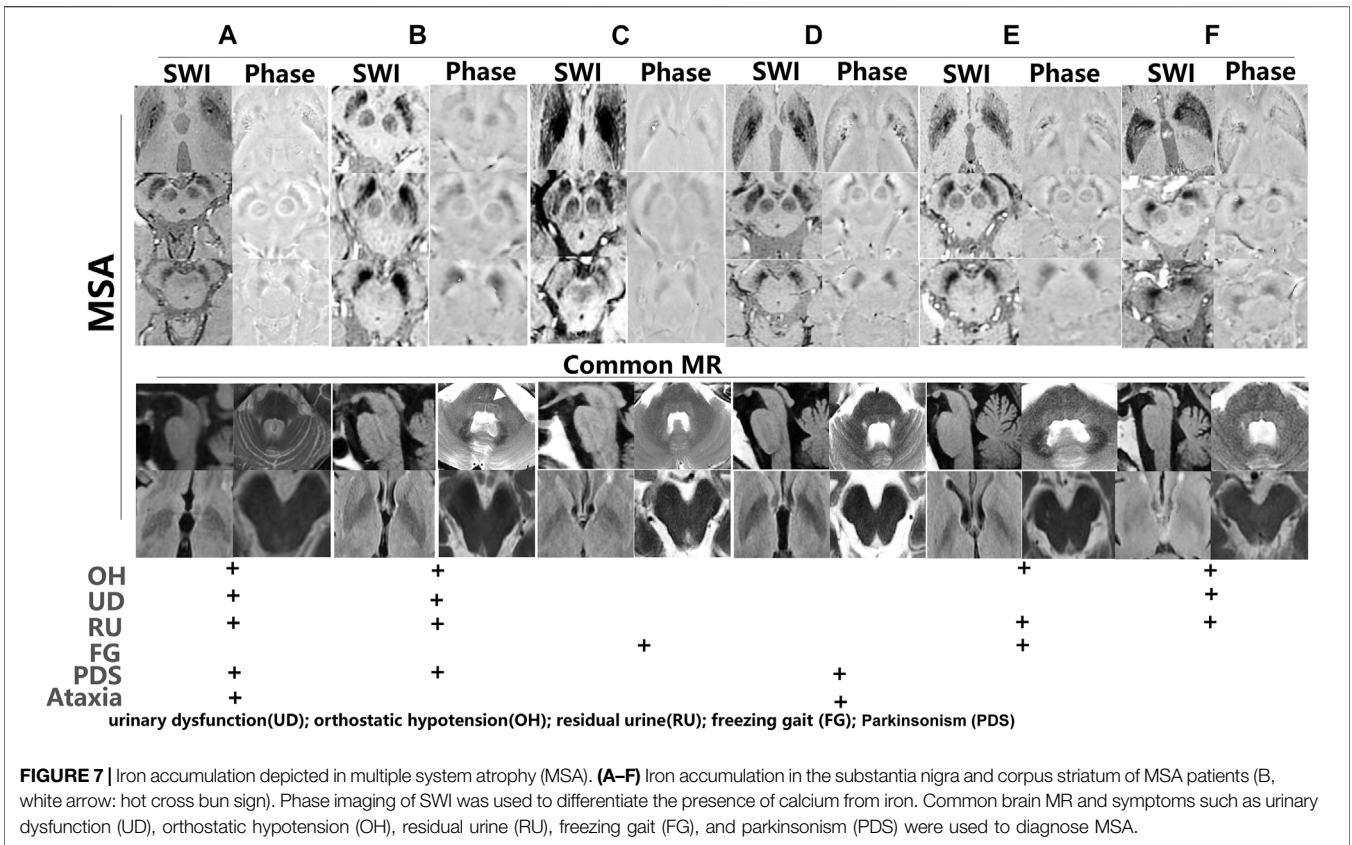 A B C D E F
SWI Phase SWI Phase SWI Phase SWI Phase SWI Phase SWI Phase
MSA
Common MR
OH + + + +
UD + + +
RU + + + +
FG + +
PDS + + +
Ataxia + +
urinary dysfunction(UD); orthostatic hypotension(OH); residual urine(RU); freezing gait (FG); Parkinsonism (PDS)
FIGURE 7 | Iron accumulation depicted in multiple system atrophy (MSA). (A–F) Iron accumulation in the substantia nigra and corpus striatum of MSA patients (B,
white arrow: hot cross bun sign). Phase imaging of SWI was used to differentiate the presence of calcium from iron. Common brain MR and symptoms such as urinary
dysfunction (UD), orthostatic hypotension (OH), residual urine (RU), freezing gait (FG), and parkinsonism (PDS) were used to diagnose MSA.